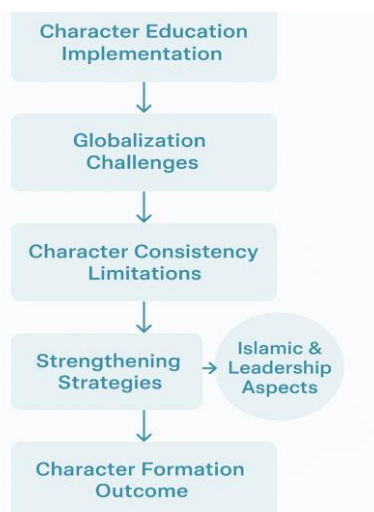 Character Education
Implementation
Globalization
Challenges
Character Consistency
Limitations
Strengthening
Strategies
Islamic &
Leadership
Aspects
Character Formation
Outcome